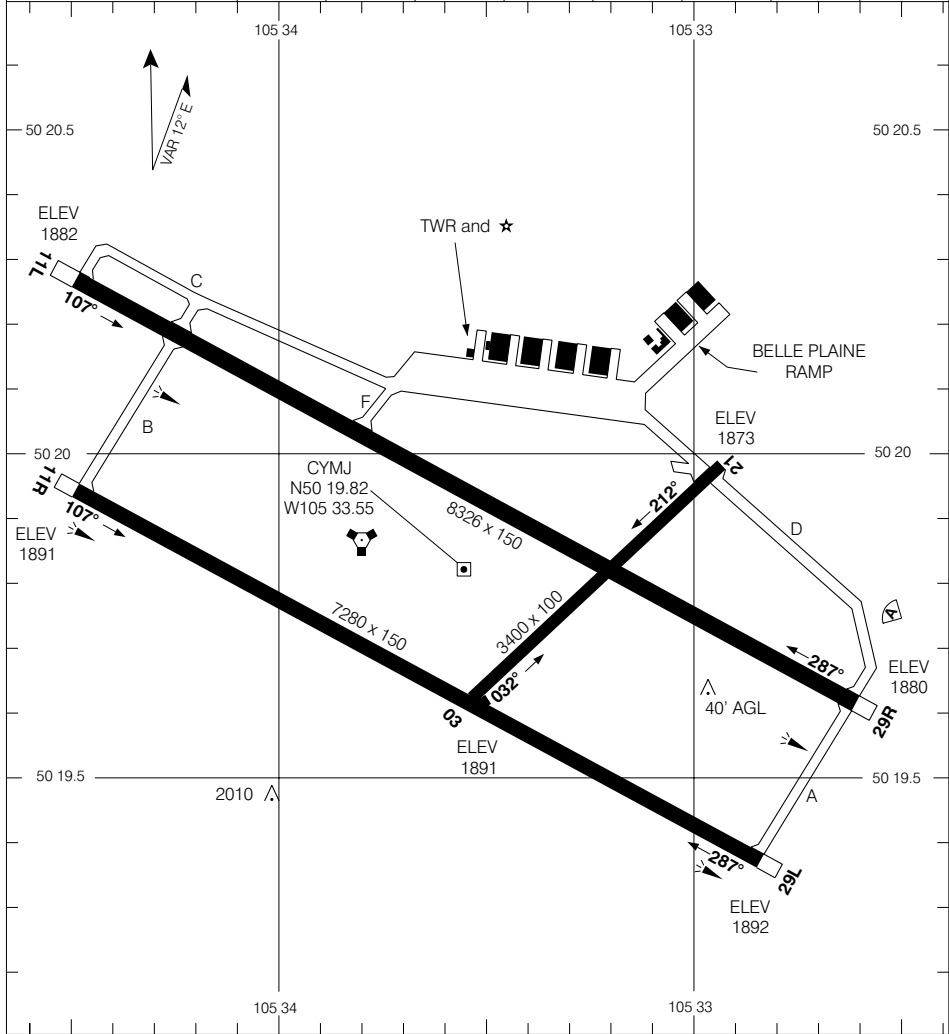 105 34
105 33
VAR 12° E
50 20.5
50 20.5
ELEV
1882
TWR and
11L
107°
C
BELLE PLAINE
RAMP
F
ELEV
1873
B
50 20
50 20
21
11R
107°
CYMJ
N50 19.82
W105 33.55
212°
8326 x 150
ELEV
1891
D
7280 x 150
3400 x 100
A
287°
ELEV
1880
032°
40' AGL
03
29R
ELEV
1891
50 19.5
50 19.5
2010
A
287°
29L
ELEV
1892
105 34
105 33